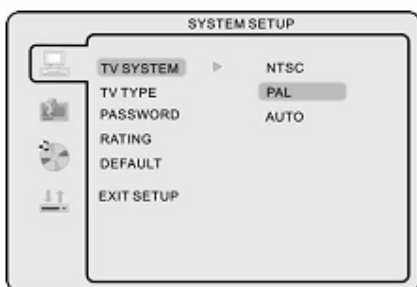 SYSTEM SETUP
TV SYSTEM NTSC
TV TYPE PAL
PASSWORD AUTO
RATING
DEFAULT
EXIT SETUP